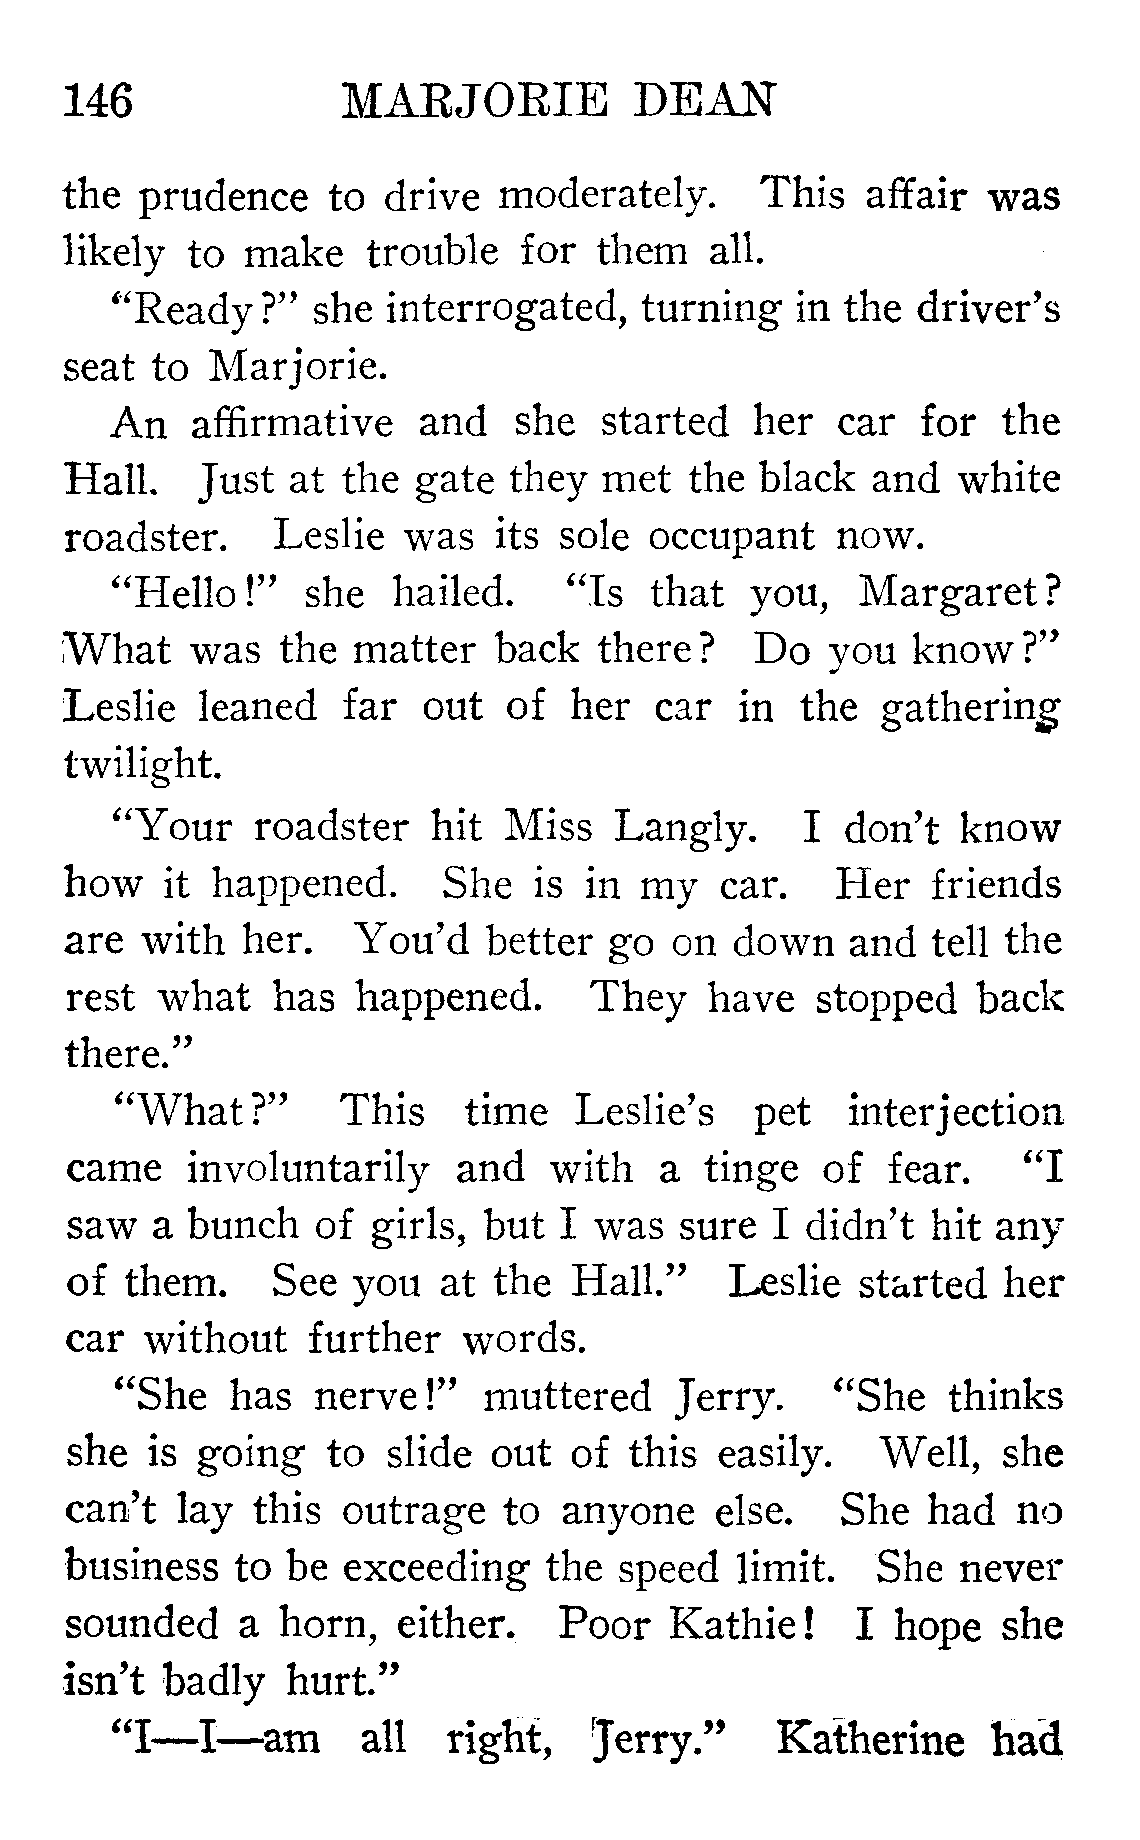 146 MARJORIE DEAN
the prudence to drive moderately. This affair was
likely to make trouble for them all.
“Ready?” she interrogated, turning in the driver’s
seat to Marjorie.
An affirmative and she started her car for the
Hall. Just at the gate they met the black and white
roadster. Leslie was its sole occupant now.
“Hello!” she hailed. “Is that you, Margaret?
What was the matter back there? Do you know?”
Leslie leaned far out of her car in the gathering
twilight.
“Your roadster hit Miss Langly. I don’t know
how it happened. She is in my car. Her friends
are with her. You’d better go on down and tell the
rest what has happened. They have stopped back
there.”
“What?” This time Leslie’s pet interjection
came involuntarily and with a tinge of fear. “I
saw a bunch of girls, but I was sure I didn’t hit any
of them. See you at the Hall.” Leslie started her
car without further words.
“She has nerve!” muttered Jerry. “She thinks
she is going to slide out of this easily. Well, she
can’t lay this outrage to anyone else. She had no
business to be exceeding the speed limit. She never
sounded a horn, either. Poor Kathie! I hope she
isn’t badly hurt.”
“I—I—am all right, Jerry.” Katherine had